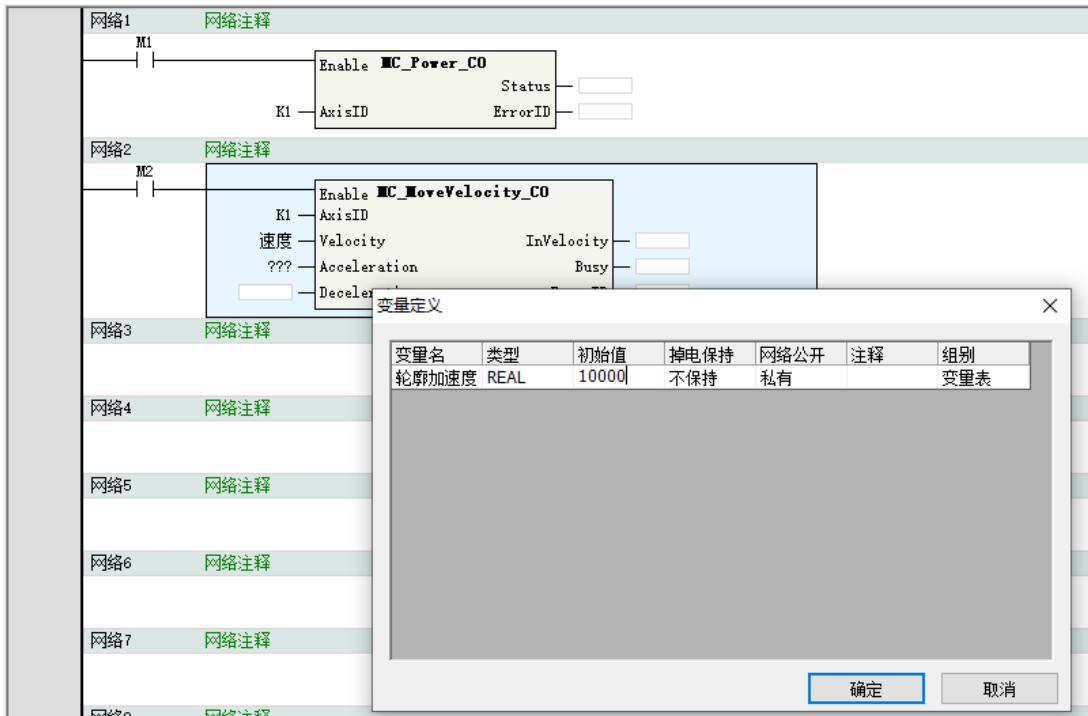 网络1 网络注释
M1
Enable MC_Power_CO
Status
K1 AxisID ErrorID
网络2 网络注释
M2
Enable MC_MoveVelocity_CO
K1 AxisID
速度 Velocity InVelocity
??? Acceleration Busy
变量定义
网络3 网络注释
变量名 类型 初始值 掉电保持 网络公开 注释 组别
轮廓加速度 REAL 10000 不保持 私有 变量表
网络4 网络注释
网络5 网络注释
网络6 网络注释
网络7 网络注释
确定 取消